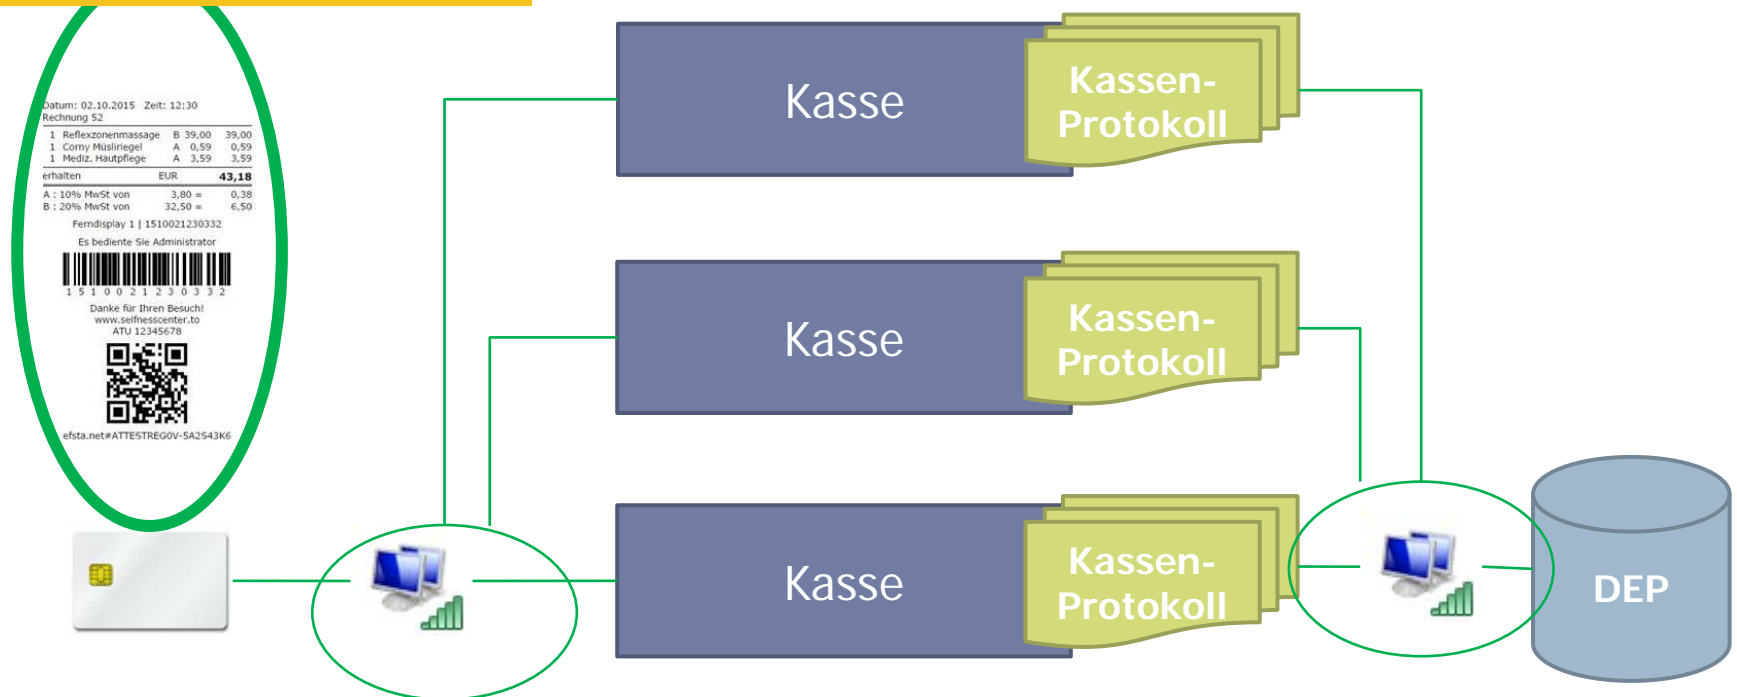 Datum: 02.10.2015 Zeit: 12:30
Rechnung 52
1 Reflexzonenmassage B 39,00 39,00
1 Corny Müsliriegel A 0,59 0,59
1 Mediz. Hautpflege A 3,59 3,59
erhalten EUR 43,18
A : 10% MwSt von 3,80 = 0,38
B : 20% MwSt von 32,50 = 6,50
Ferndisplay 1 | 1510021230332
Es bediente Sie Administrator
1 5 1 0 0 2 1 2 3 0 3 3 2
Danke für Ihren Besuch!
www.selfnesscenter.to
ATU 12345678
efsta.net#ATTESTREG0V-5A2S43K6
Kasse
Kassen-
Protokoll
Kasse
Kassen-
Protokoll
Kasse
Kassen-
Protokoll
DEP